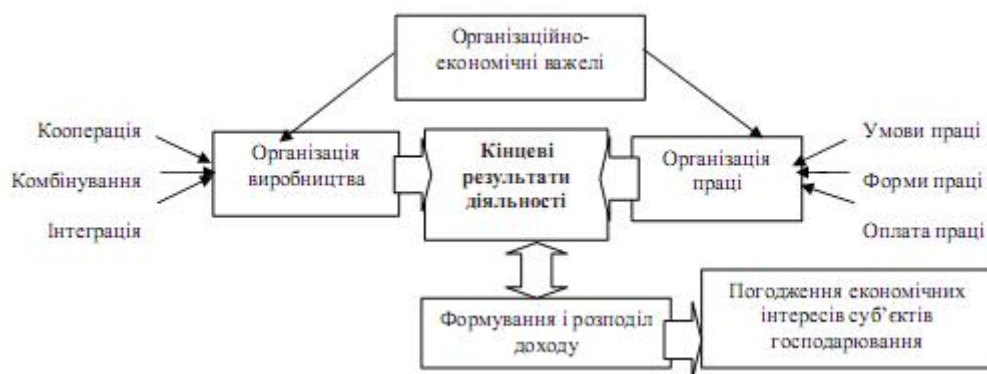 Організаційно-
економічні важелі
Кооперація
Комбінування
Інтеграція
Організація
виробництва
Кінцеві
результати
діяльності
Організація
праці
Умови праці
Форми праці
Оплата праці
Формування і розподіл
доходу
Погодження економічних
інтересів суб’єктів
господарювання